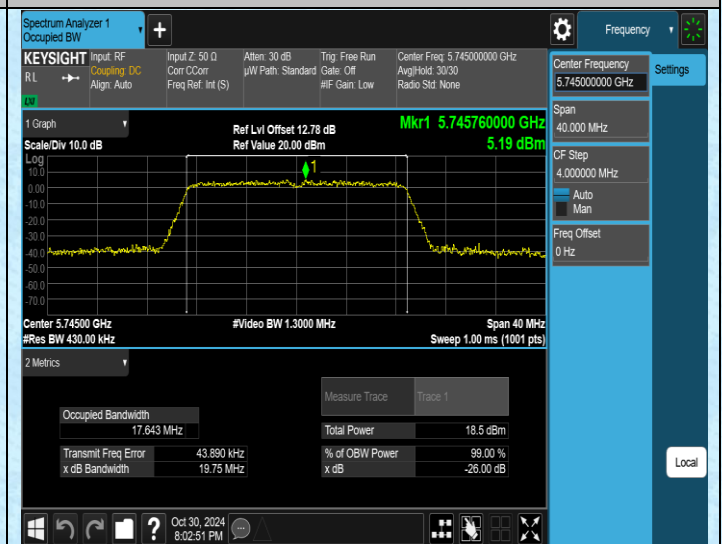 Spectrum Analyzer 1
Occupied BW
+
Frequency
KEYSIGHT
RL
LXI
Input: RF
Coupling: DC
Align: Auto
Input Z: 50 Ω
Corr CCorr
Freq Ref: Int (S)
Atten: 30 dB
µW Path: Standard
Trig: Free Run
Gate: Off
#IF Gain: Low
Center Freq: 5.745000000 GHz
Avg|Hold: 30/30
Radio Std: None
Center Frequency
5.745000000 GHz
Settings
Span
40.000 MHz
CF Step
4.000000 MHz
Auto
Man
Freq Offset
0 Hz
Local
1 Graph
Scale/Div 10.0 dB
Ref Lvl Offset 12.78 dB
Ref Value 20.00 dBm
Mkr1 5.745760000 GHz
5.19 dBm
Log
10.0
0.00
-10.0
-20.0
-30.0
-40.0
-50.0
-60.0
-70.0
1
Center 5.74500 GHz
#Res BW 430.00 kHz
#Video BW 1.3000 MHz
Span 40 MHz
Sweep 1.00 ms (1001 pts)
2 Metrics
Measure Trace
Trace 1
Occupied Bandwidth
17.643 MHz
Total Power
18.5 dBm
Transmit Freq Error
43.890 kHz
% of OBW Power
99.00 %
x dB Bandwidth
19.75 MHz
x dB
-26.00 dB
?
Oct 30, 2024
8:02:51 PM